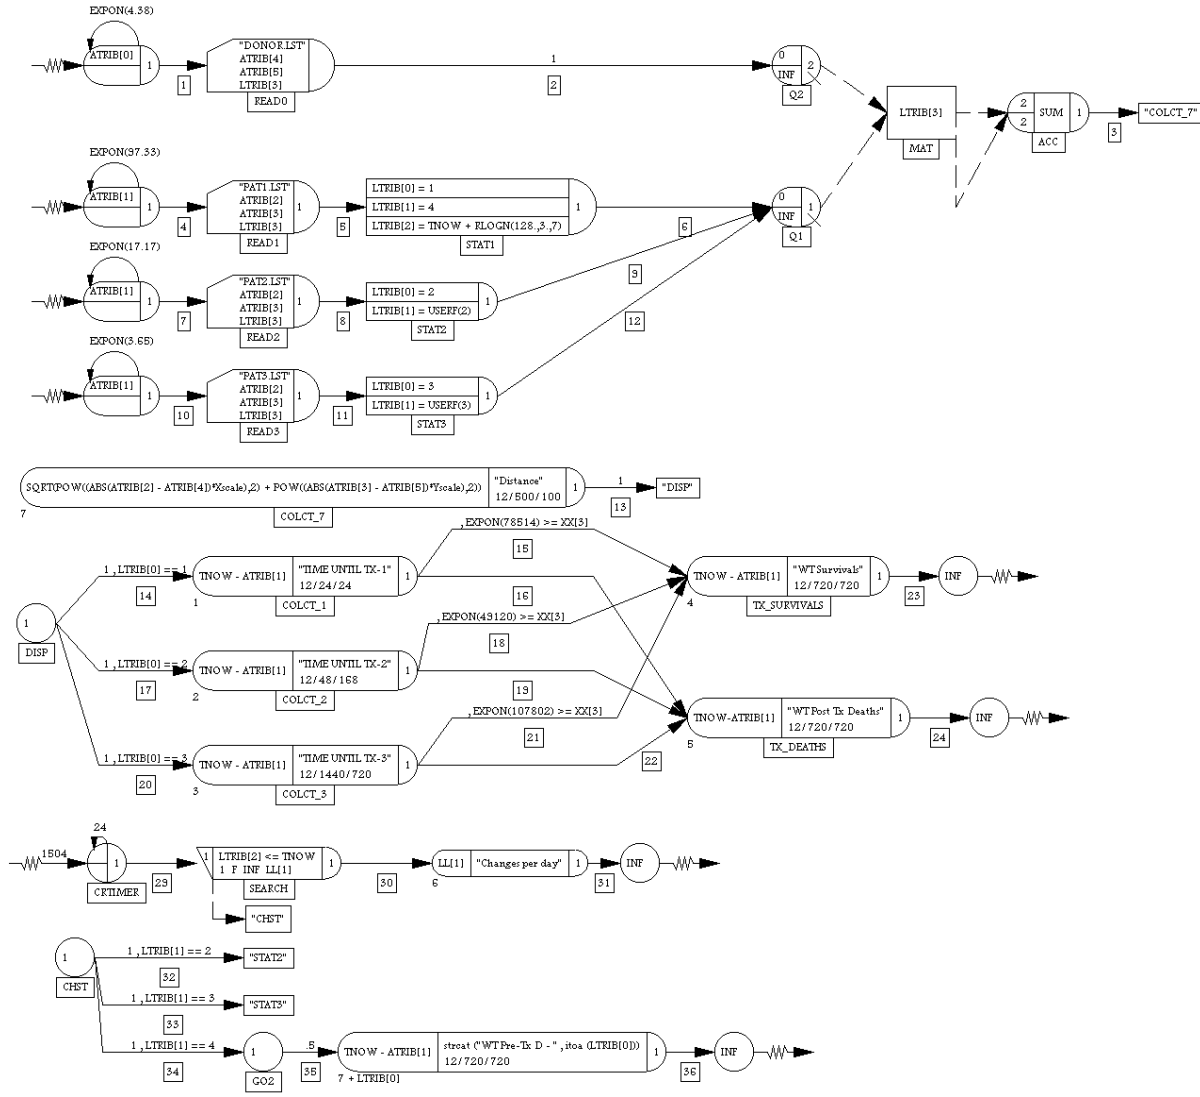 EXPON(4.38)
ATRIB[0]
1
1
"DONOR.LST"
ATRIB[4]
ATRIB[5]
LTRIB[3]
READ0
1
2
0
INF
2
Q2
LTRIB[3]
MAT
2
2
SUM
1
ACC
3
"COLCT_7"
EXPON(97.33)
ATRIB[1]
1
4
"PAT1.LST"
ATRIB[2]
ATRIB[3]
LTRIB[3]
1
READ1
5
LTRIB[0] = 1
LTRIB[1] = 4
LTRIB[2] = TNOW + RLOGN(128.,3.,7)
1
STAT1
6
0
INF
1
Q1
EXPON(17.17)
ATRIB[1]
1
7
"PAT2.LST"
ATRIB[2]
ATRIB[3]
LTRIB[3]
1
READ2
8
LTRIB[0] = 2
LTRIB[1] = USERF(2)
1
STAT2
9
EXPON(3.65)
ATRIB[1]
1
10
"PAT3.LST"
ATRIB[2]
ATRIB[3]
LTRIB[3]
1
READ3
11
LTRIB[0] = 3
LTRIB[1] = USERF(3)
1
STAT3
12
SQRT(POW((ABS(ATRIB[2] - ATRIB[4])*Xscale),2) + POW((ABS(ATRIB[3] - ATRIB[5])*Yscale),2))
"Distance"
12/500/100
1
7
COLCT_7
1
13
"DISP"
1
DISP
1 , LTRIB[0] == 1
14
TNOW - ATRIB[1]
"TIME UNTIL TX-1"
12/24/24
1
1
COLCT_1
, EXPON(78514) >= XX[3]
15
16
1 , LTRIB[0] == 2
17
TNOW - ATRIB[1]
"TIME UNTIL TX-2"
12/48/168
1
2
COLCT_2
, EXPON(49120) >= XX[3]
18
19
1 , LTRIB[0] == 3
20
TNOW - ATRIB[1]
"TIME UNTIL TX-3"
12/1440/720
1
3
COLCT_3
, EXPON(107802) >= XX[3]
21
22
TNOW - ATRIB[1]
"WTSurvivals"
12/720/720
1
4
TX_SURVIVALS
23
INF
TNOW-ATRIB[1]
"WTPost Tx Deaths"
12/720/720
1
5
TX_DEATHS
24
INF
1504
24
1
CRTIMER
29
1
LTRIB[2] <= TNOW
1 F INF LL[1]
1
SEARCH
"CHST"
30
LL[1]
"Changes per day"
1
6
31
INF
1
CHST
1 , LTRIB[1] == 2
32
"STAT2"
1 , LTRIB[1] == 3
33
"STAT3"
1 , LTRIB[1] == 4
34
1
GO2
.5
35
TNOW - ATRIB[1]
strcat ("WTPre-Tx D - " , itoa (LTRIB[0]))
12/720/720
1
7 + LTRIB[0]
36
INF